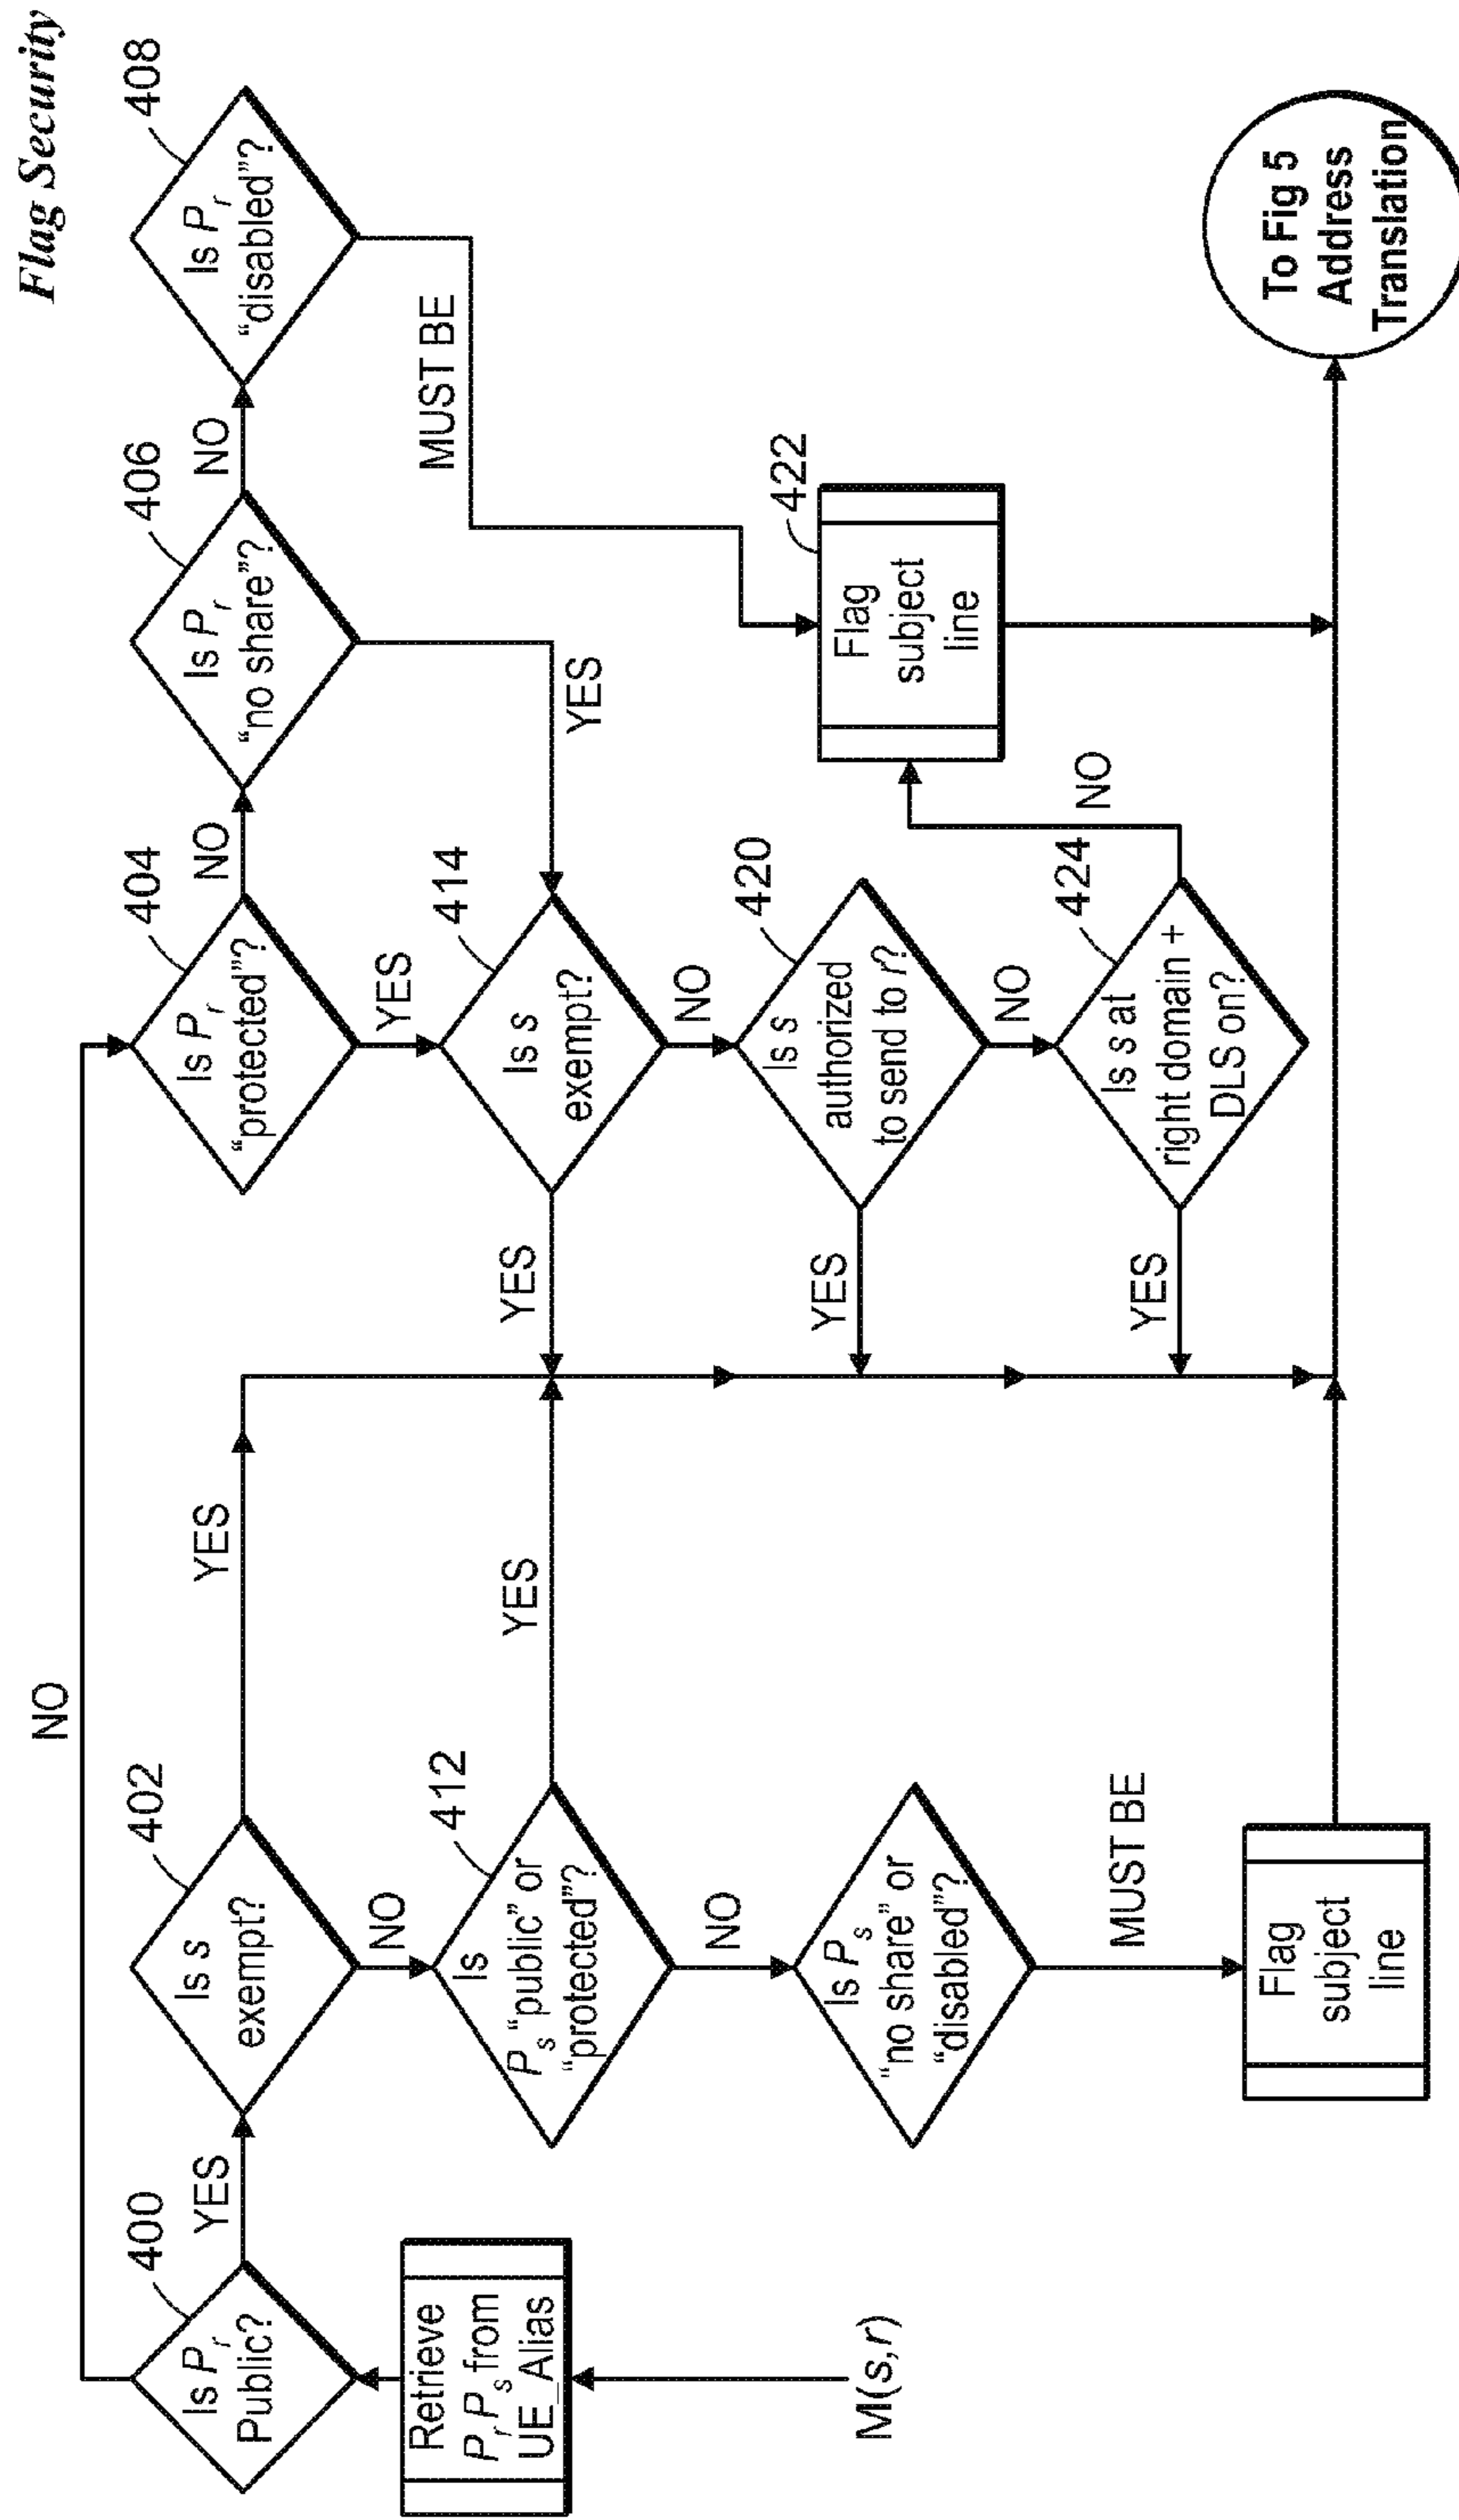 Flag Security
NO
400
Is Pr
Public?
YES
Retrieve
PrPs from
UE_Alias
M(s,r)
402
Is s
exempt?
YES
NO
412
Is
Ps "public" or
"protected"?
YES
NO
Is Ps
"no share" or
"disabled"?
MUST BE
Flag
subject
line
404
Is Pr
"protected"?
NO
YES
406
Is Pr
"no share"?
NO
YES
408
Is Pr
"disabled"?
MUST BE
414
Is s
exempt?
YES
NO
420
Is s
authorized
to send to r?
YES
NO
424
Is s at
right domain +
DLS on?
YES
NO
422
Flag
subject
line
To Fig 5
Address
Translation